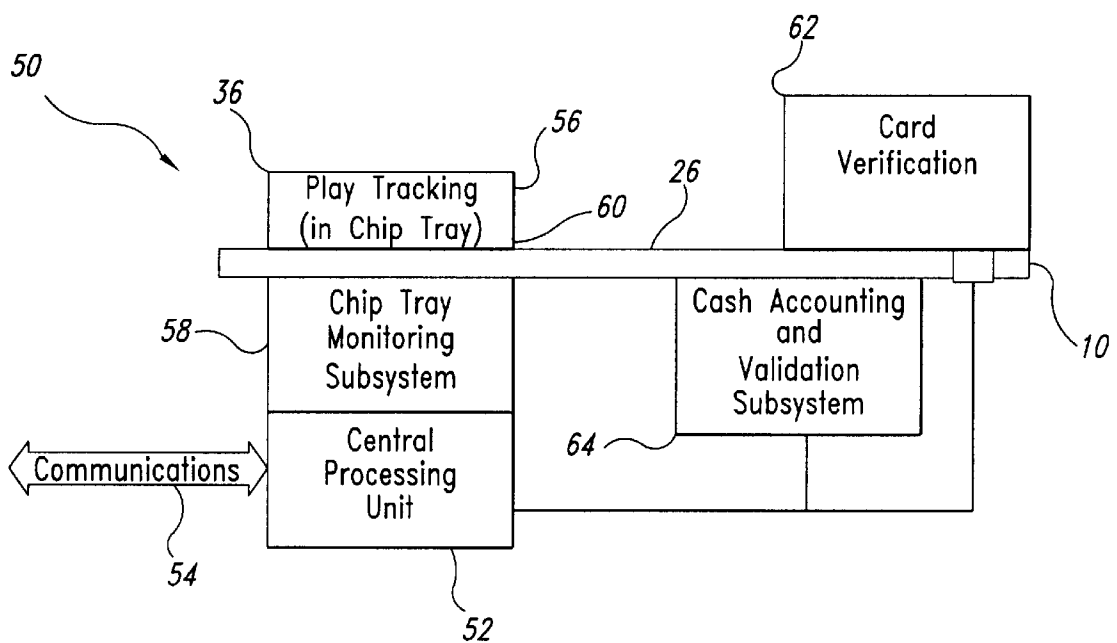 62
50
36
56
Card
Verification
Play Tracking
(in Chip Tray)
60
26
58
Chip Tray
Monitoring
Subsystem
Cash Accounting
and
Validation
Subsystem
10
64
Communications
Central
Processing
Unit
54
52